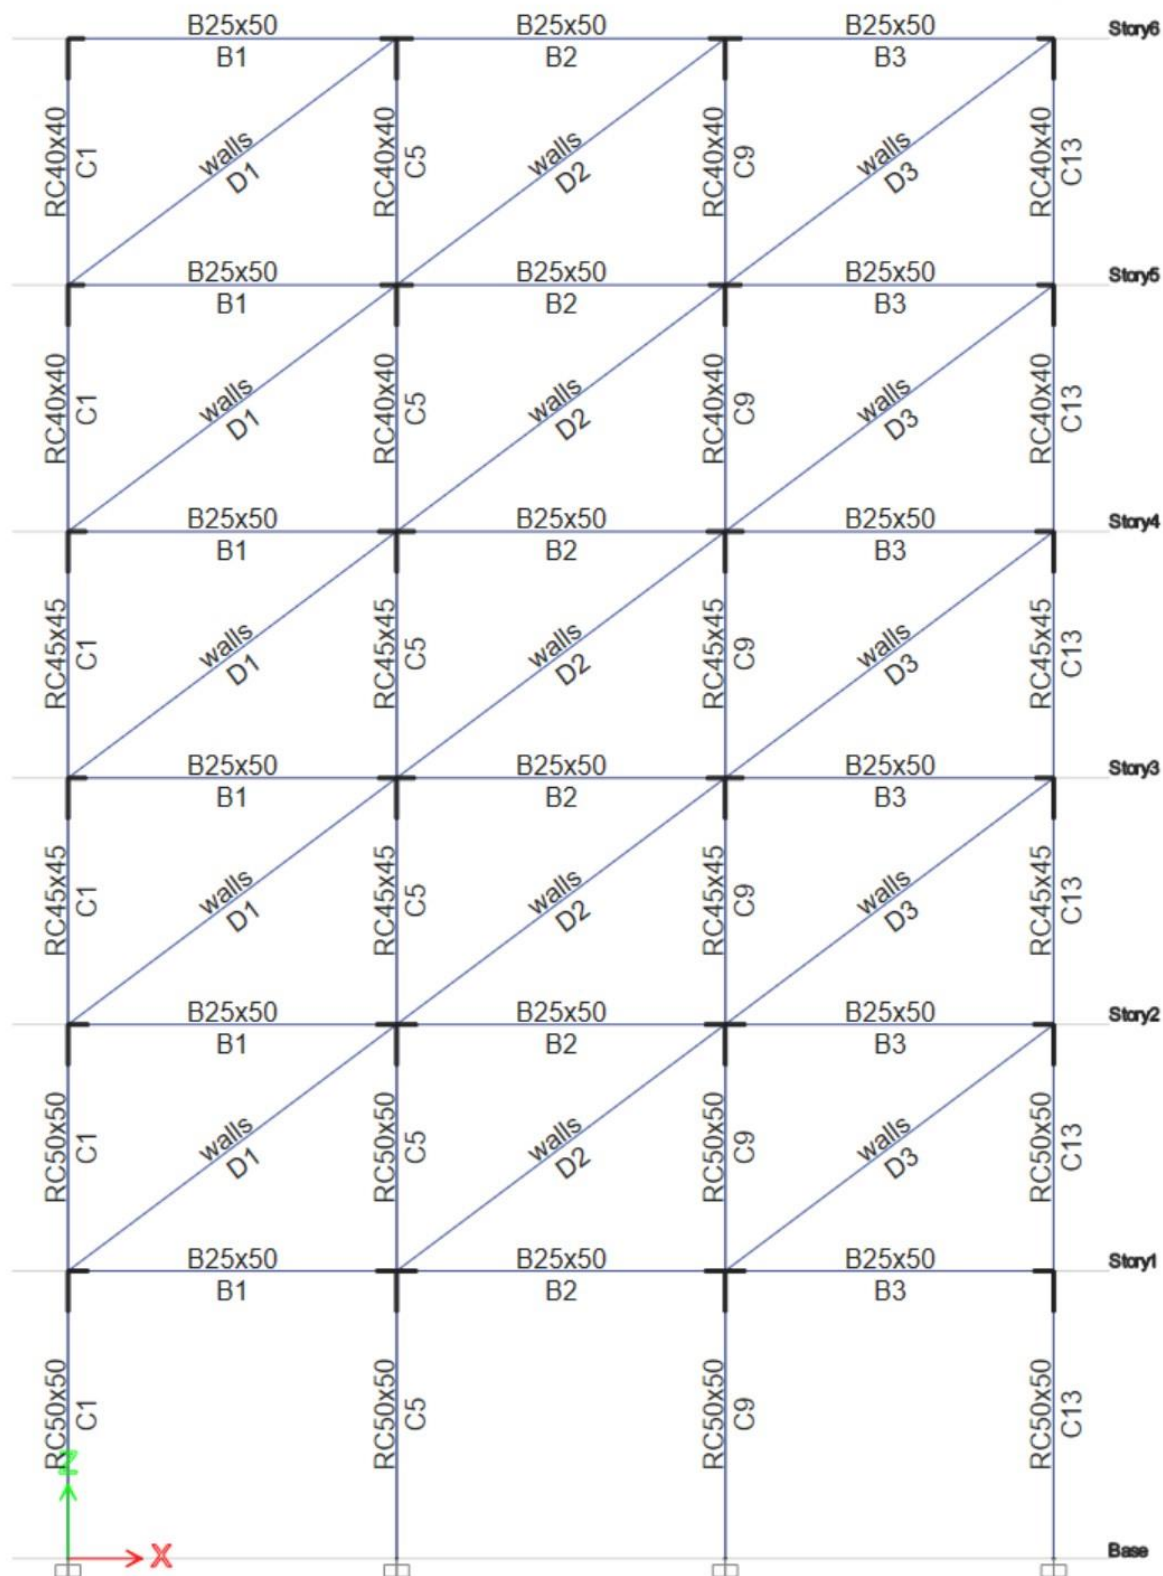 B25x50 B25x50 B25x50 Story6
B1 B2 B3
RC40x40 C1 walls D1 RC40x40 C5 walls D2 RC40x40 C9 walls D3 RC40x40 C13
B25x50 B25x50 B25x50 Story5
B1 B2 B3
RC40x40 C1 walls D1 RC40x40 C5 walls D2 RC40x40 C9 walls D3 RC40x40 C13
B25x50 B25x50 B25x50 Story4
B1 B2 B3
RC45x45 C1 walls D1 RC45x45 C5 walls D2 RC45x45 C9 walls D3 RC45x45 C13
B25x50 B25x50 B25x50 Story3
B1 B2 B3
RC45x45 C1 walls D1 RC45x45 C5 walls D2 RC45x45 C9 walls D3 RC45x45 C13
B25x50 B25x50 B25x50 Story2
B1 B2 B3
RC50x50 C1 walls D1 RC50x50 C5 walls D2 RC50x50 C9 walls D3 RC50x50 C13
B25x50 B25x50 B25x50 Story1
B1 B2 B3
RC50x50 C1 RC50x50 C5 RC50x50 C9 RC50x50 C13
Z
X Base